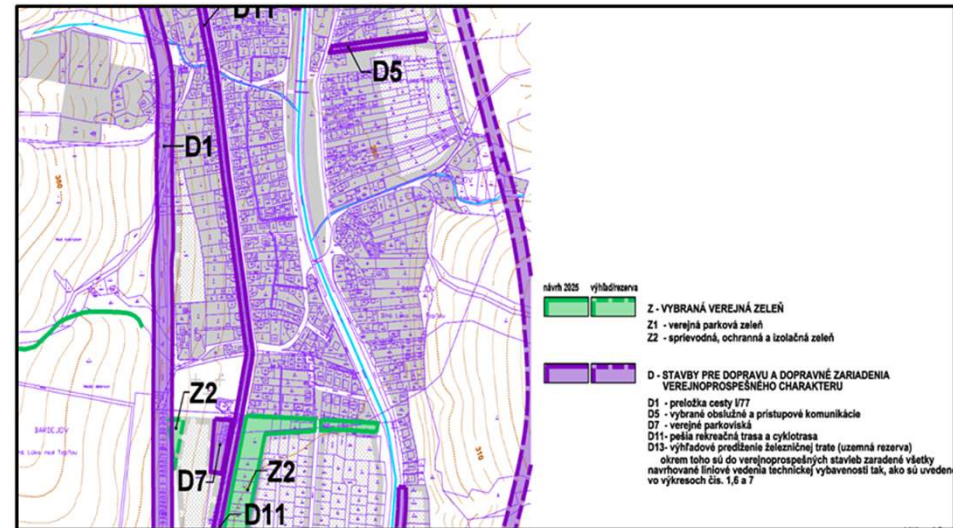 D11
D5
D1
380
BARDEJOV
Z2
D7
Z2
D11
310
návrh 2025 výhľad/rezerva
Z - VYBRANÁ VEREJNÁ ZELEŇ
Z1 - verejná parková zeleň
Z2 - sprievodná, ochranná a izolačná zeleň
D - STAVBY PRE DOPRAVU A DOPRAVNÉ ZARIADENIA
VEREJNOPROSPEŠNÉHO CHARAKTERU
D1 - preložka cesty I/77
D5 - vybrané obslužné a prístupové komunikácie
D7 - verejné parkoviská
D11- pešia rekreačná trasa a cyklotrasa
D13- výhľadové predĺženie železničnej trate (uzemná rezerva)
okrem toho sú do verejnoprospešných stavieb zaradené všetky
navrhované líniové vedenia technickej vybavenosti tak, ako sú uvedené
vo výkresoch čís. 1,6 a 7